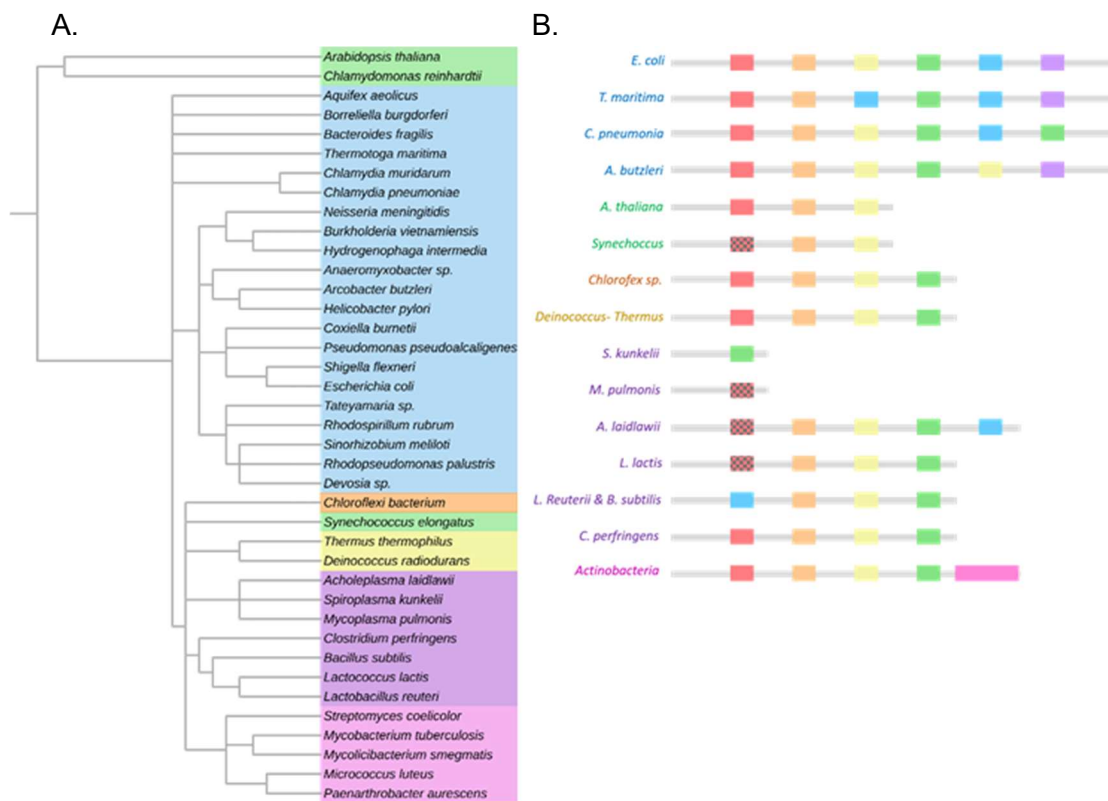 A.
Arabidopsis thaliana
Chlamydomonas reinhardtii
Aquifex aeolicus
Borreliella burgdorferi
Bacteroides fragilis
Thermotoga maritima
Chlamydia muridarum
Chlamydia pneumoniae
Neisseria meningitidis
Burkholderia vietnamiensis
Hydrogenophaga intermedia
Anaeromyxobacter sp.
Arcobacter butzleri
Helicobacter pylori
Coxiella burnetii
Pseudomonas pseudoalcaligenes
Shigella flexneri
Escherichia coli
Tateyamaria sp.
Rhodospirillum rubrum
Sinorhizobium meliloti
Rhodopseudomonas palustris
Devosia sp.
Chloroflexi bacterium
Synechococcus elongatus
Thermus thermophilus
Deinococcus radiodurans
Acholeplasma laidlawii
Spiroplasma kunkelii
Mycoplasma pulmonis
Clostridium perfringens
Bacillus subtilis
Lactococcus lactis
Lactobacillus reuteri
Streptomyces coelicolor
Mycobacterium tuberculosis
Mycolicibacterium smegmatis
Micrococcus luteus
Paenarthrobacter aurescens
B.
E. coli
T. maritima
C. pneumonia
A. butzleri
A. thaliana
Synechoccus
Chlorofex sp.
Deinococcus- Thermus
S. kunkelii
M. pulmonis
A. laidlawii
L. lactis
L. Reuterii & B. subtilis
C. perfringens
Actinobacteria